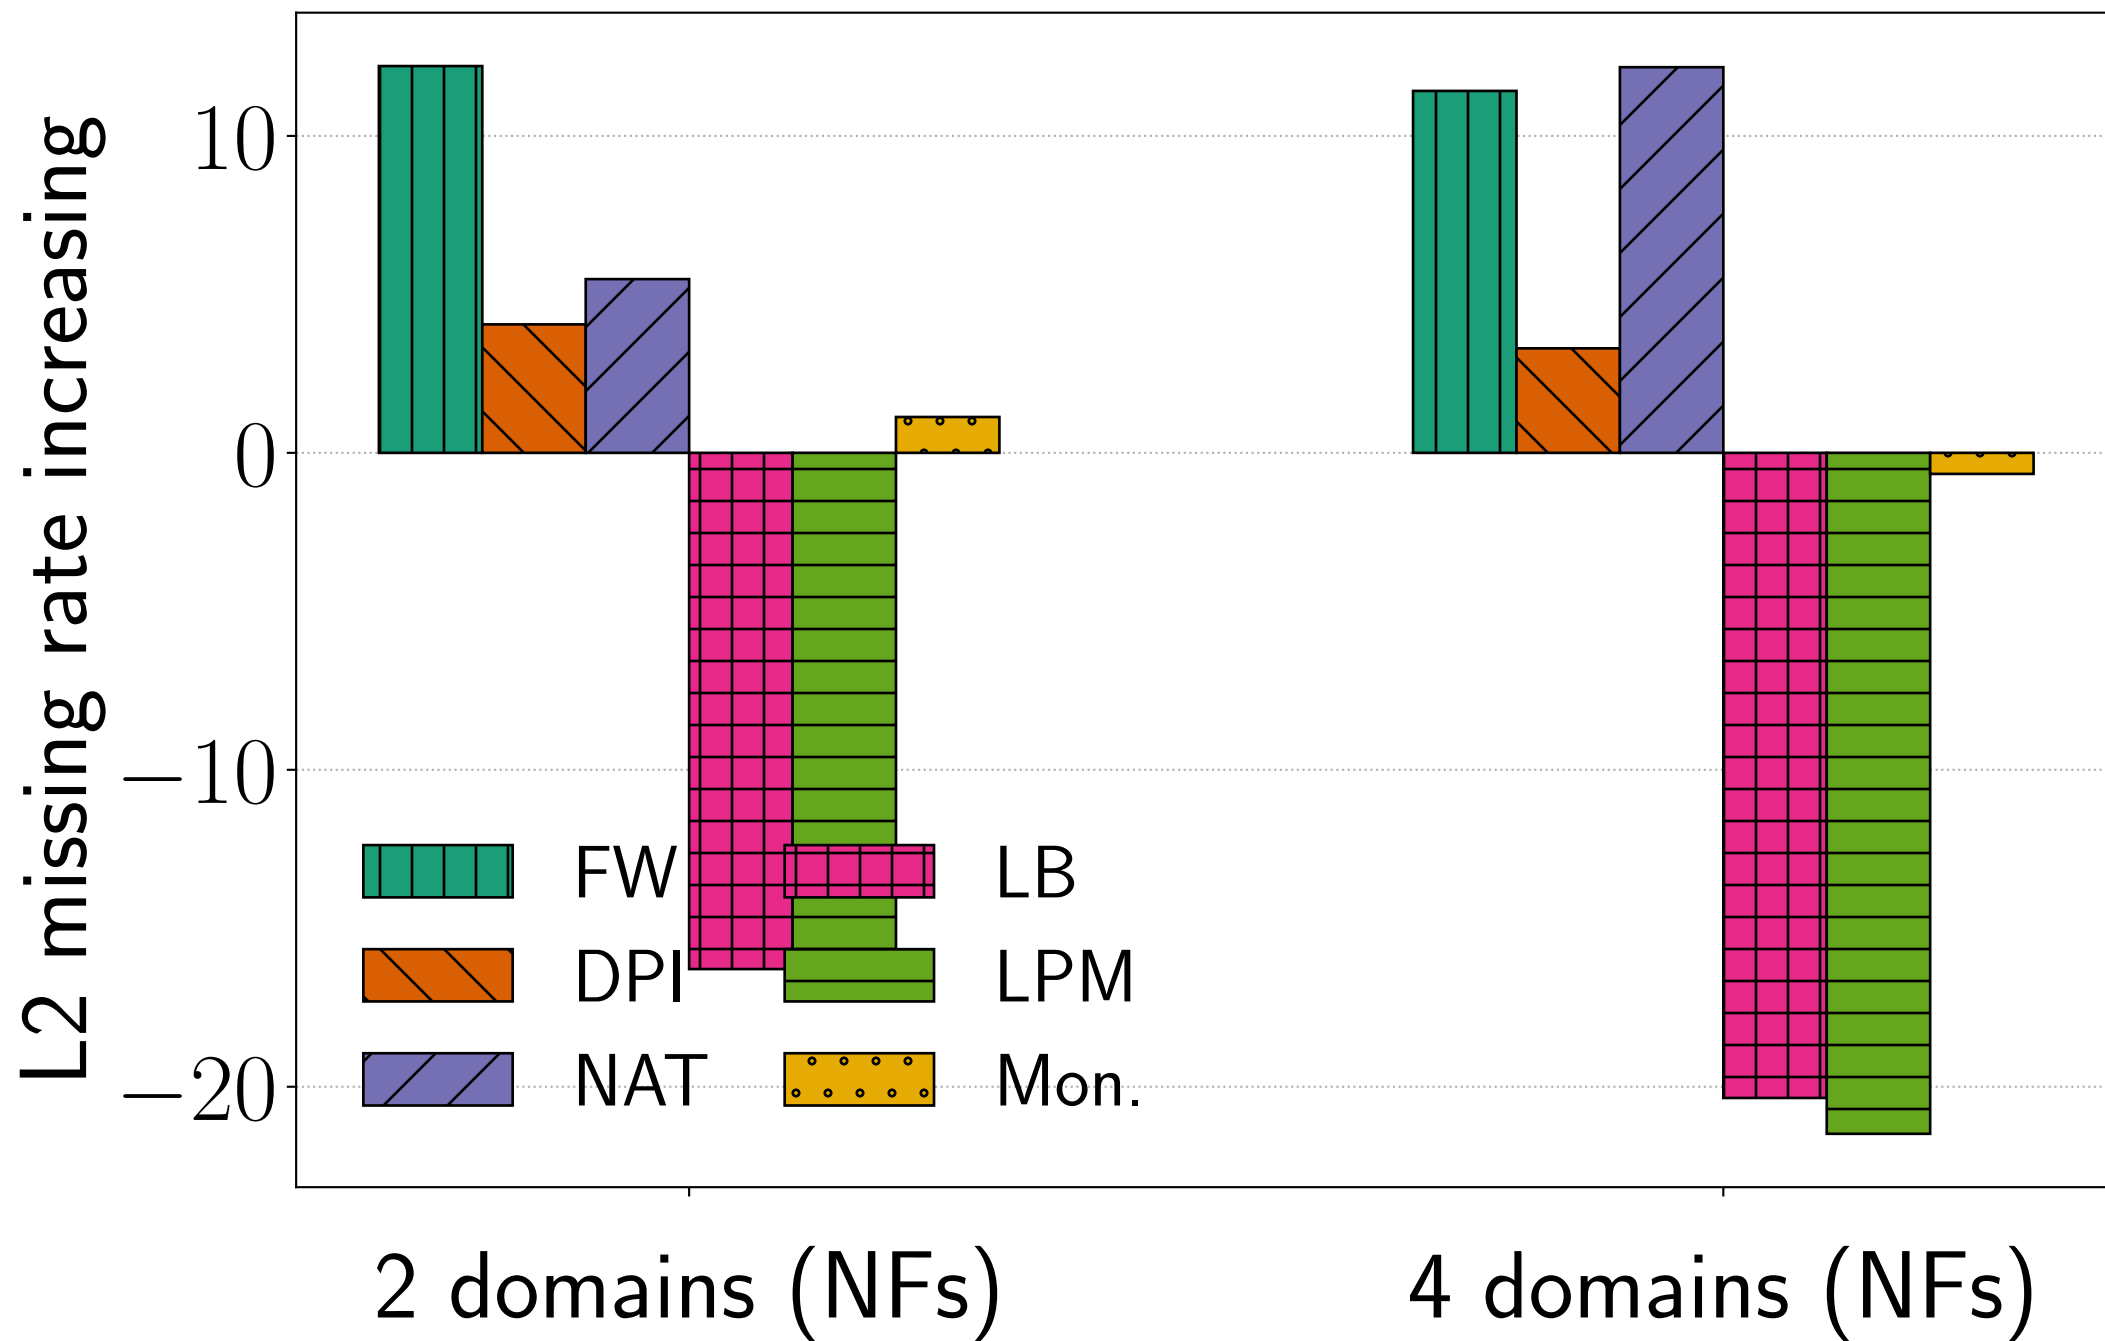 L2 missing rate increasing
10
0
−10
−20
FW
DPI
NAT
LB
LPM
Mon.
2 domains (NFs)
4 domains (NFs)